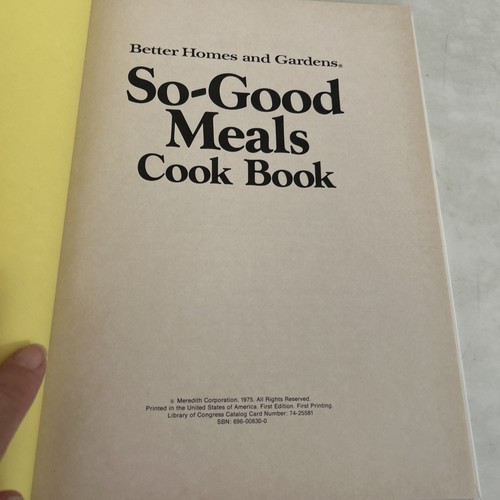 Better Homes and Gardens®
So-Good
Meals
Cook Book
© Meredith Corporation, 1975. All Rights Reserved.
Printed in the United States of America. First Edition. First Printing.
Library of Congress Catalog Card Number: 74-25581
SBN: 696-00830-0